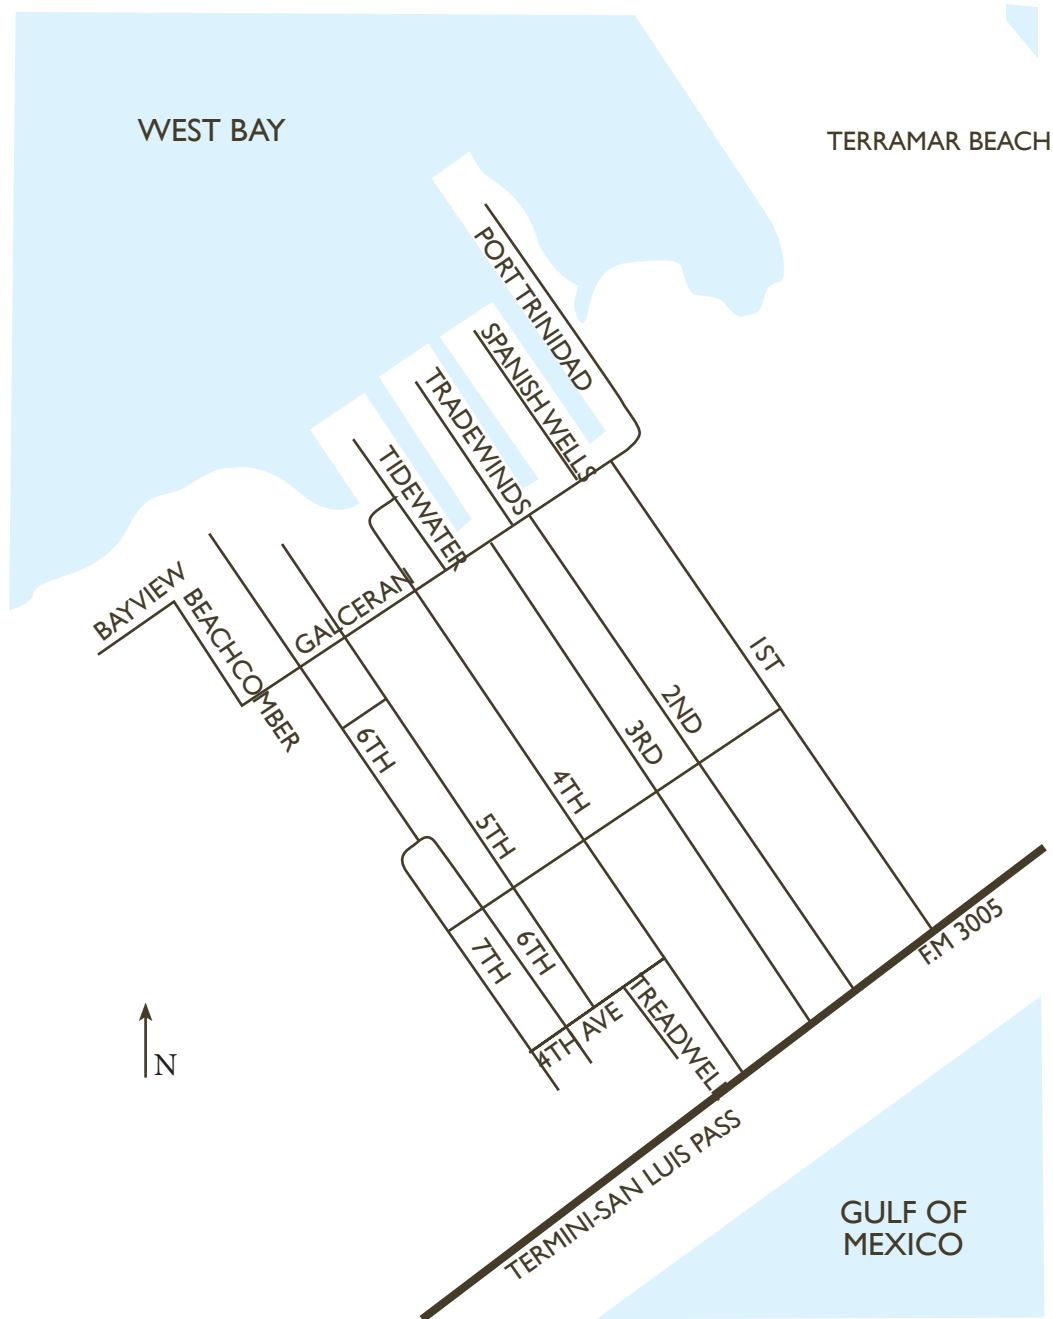 WEST BAY
TERRAMAR BEACH
PORT TRINIDAD
SPANISH WELLS
TRADEWINDS
TIDEWATER
GALCERAN
BAYVIEW
BEACHCOMBER
1ST
2ND
3RD
4TH
5TH
6TH
7TH
6TH
4TH AVE
TREADWELL
F.M 3005
N
TERMINI-SAN LUIS PASS
GULF OF
MEXICO